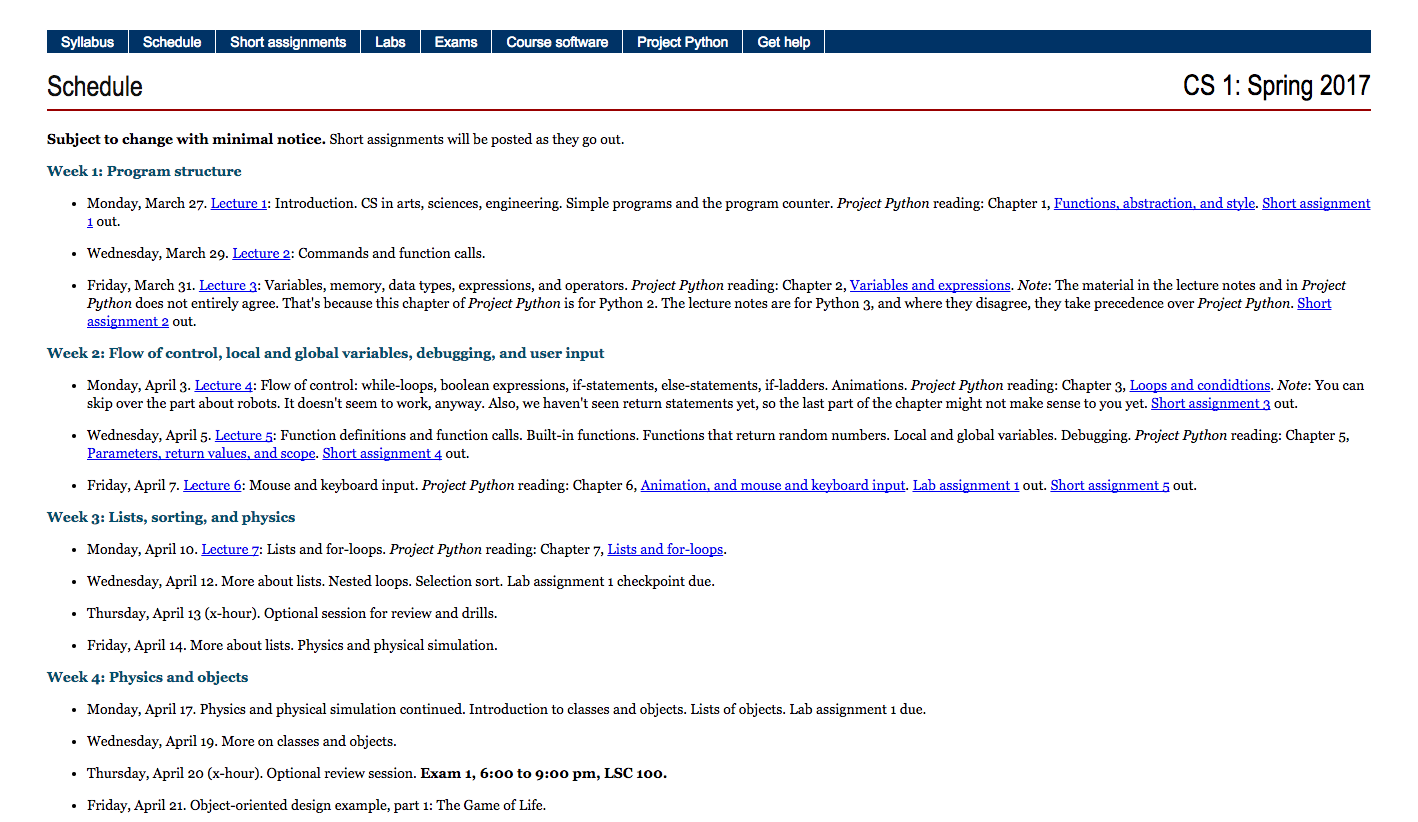 Syllabus Schedule Short assignments Labs Exams Course software Project Python Get help
Schedule CS 1: Spring 2017
Subject to change with minimal notice. Short assignments will be posted as they go out.
Week 1: Program structure
• Monday, March 27. Lecture 1: Introduction. CS in arts, sciences, engineering. Simple programs and the program counter. Project Python reading: Chapter 1, Functions, abstraction, and style. Short assignment
1 out.
• Wednesday, March 29. Lecture 2: Commands and function calls.
• Friday, March 31. Lecture 3: Variables, memory, data types, expressions, and operators. Project Python reading: Chapter 2, Variables and expressions. Note: The material in the lecture notes and in Project
Python does not entirely agree. That's because this chapter of Project Python is for Python 2. The lecture notes are for Python 3, and where they disagree, they take precedence over Project Python. Short
assignment 2 out.
Week 2: Flow of control, local and global variables, debugging, and user input
• Monday, April 3. Lecture 4: Flow of control: while-loops, boolean expressions, if-statements, else-statements, if-ladders. Animations. Project Python reading: Chapter 3, Loops and condidtions. Note: You can
skip over the part about robots. It doesn't seem to work, anyway. Also, we haven't seen return statements yet, so the last part of the chapter might not make sense to you yet. Short assignment 3 out.
• Wednesday, April 5. Lecture 5: Function definitions and function calls. Built-in functions. Functions that return random numbers. Local and global variables. Debugging. Project Python reading: Chapter 5,
Parameters, return values, and scope. Short assignment 4 out.
• Friday, April 7. Lecture 6: Mouse and keyboard input. Project Python reading: Chapter 6, Animation, and mouse and keyboard input. Lab assignment 1 out. Short assignment 5 out.
Week 3: Lists, sorting, and physics
• Monday, April 10. Lecture 7: Lists and for-loops. Project Python reading: Chapter 7, Lists and for-loops.
• Wednesday, April 12. More about lists. Nested loops. Selection sort. Lab assignment 1 checkpoint due.
• Thursday, April 13 (x-hour). Optional session for review and drills.
• Friday, April 14. More about lists. Physics and physical simulation.
Week 4: Physics and objects
• Monday, April 17. Physics and physical simulation continued. Introduction to classes and objects. Lists of objects. Lab assignment 1 due.
• Wednesday, April 19. More on classes and objects.
• Thursday, April 20 (x-hour). Optional review session. Exam 1, 6:00 to 9:00 pm, LSC 100.
• Friday, April 21. Object-oriented design example, part 1: The Game of Life.